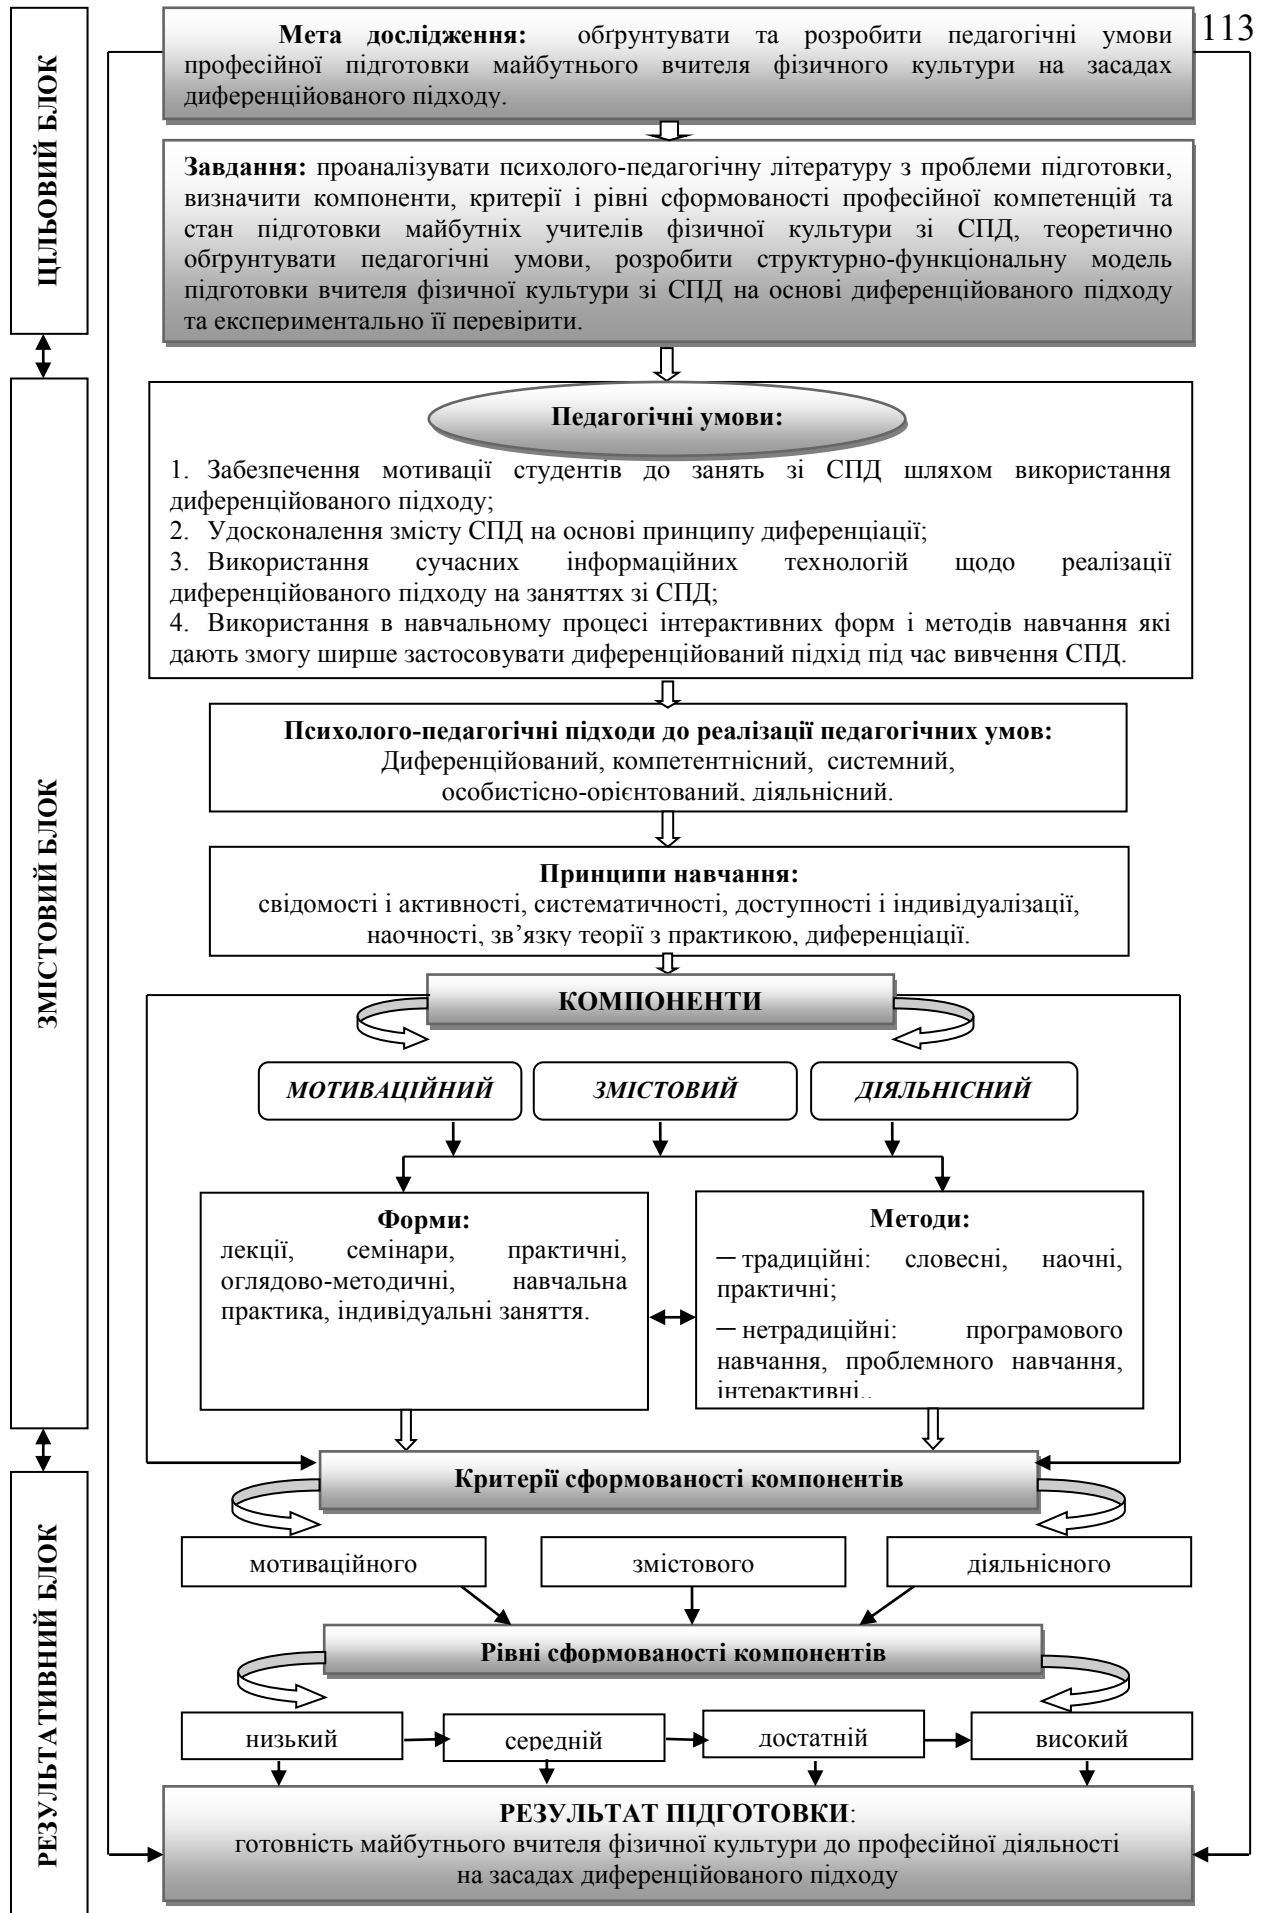 113
ЦІЛЬОВИЙ БЛОК
Мета дослідження: обґрунтувати та розробити педагогічні умови
професійної підготовки майбутнього вчителя фізичного культури на засадах
диференційованого підходу.
Завдання: проаналізувати психолого-педагогічну літературу з проблеми підготовки,
визначити компоненти, критерії і рівні сформованості професійної компетенцій та
стан підготовки майбутніх учителів фізичної культури зі СПД, теоретично
обґрунтувати педагогічні умови, розробити структурно-функціональну модель
підготовки вчителя фізичної культури зі СПД на основі диференційованого підходу
та експериментально її перевірити.
ЗМІСТОВИЙ БЛОК
Педагогічні умови:
1. Забезпечення мотивації студентів до занять зі СПД шляхом використання
диференційованого підходу;
2. Удосконалення змісту СПД на основі принципу диференціації;
3. Використання сучасних інформаційних технологій щодо реалізації
диференційованого підходу на заняттях зі СПД;
4. Використання в навчальному процесі інтерактивних форм і методів навчання які
дають змогу ширше застосовувати диференційований підхід під час вивчення СПД.
Психолого-педагогічні підходи до реалізації педагогічних умов:
Диференційований, компетентнісний, системний,
особистісно-орієнтований, діяльнісний.
Принципи навчання:
свідомості і активності, систематичності, доступності і індивідуалізації,
наочності, зв’язку теорії з практикою, диференціації.
КОМПОНЕНТИ
МОТИВАЦІЙНИЙ
ЗМІСТОВИЙ
ДІЯЛЬНІСНИЙ
Форми:
лекції, семінари, практичні,
оглядово-методичні, навчальна
практика, індивідуальні заняття.
Методи:
– традиційні: словесні, наочні,
практичні;
– нетрадиційні: програмового
навчання, проблемного навчання,
інтерактивні..
РЕЗУЛЬТАТИВНИЙ БЛОК
Критерії сформованості компонентів
мотиваційного
змістового
діяльнісного
Рівні сформованості компонентів
низький
середній
достатній
високий
РЕЗУЛЬТАТ ПІДГОТОВКИ:
готовність майбутнього вчителя фізичної культури до професійної діяльності
на засадах диференційованого підходу